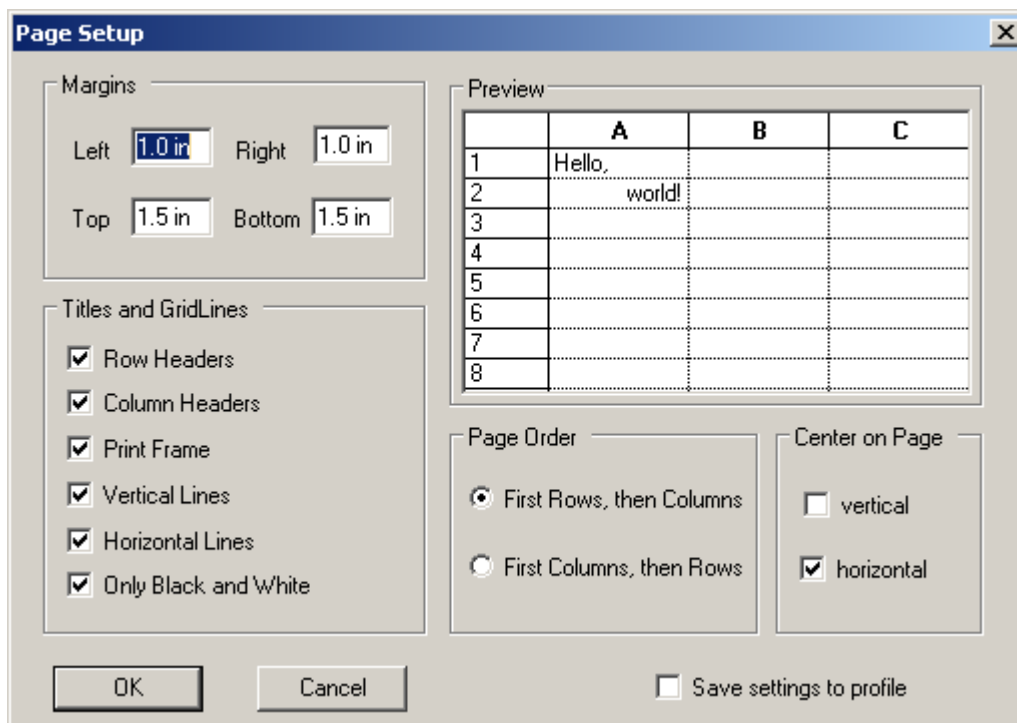 Page Setup
Margins
Left 1.0 in Right 1.0 in
Top 1.5 in Bottom 1.5 in
Titles and GridLines
Row Headers
Column Headers
Print Frame
Vertical Lines
Horizontal Lines
Only Black and White
Preview
A B C
1 Hello,
2 world!
3
4
5
6
7
8
Page Order
First Rows, then Columns
First Columns, then Rows
Center on Page
vertical
horizontal
OK Cancel Save settings to profile